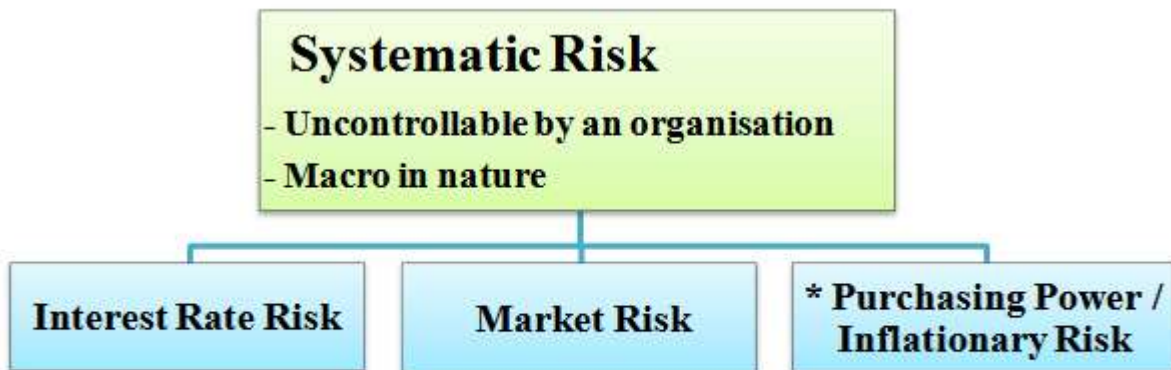 Systematic Risk
- Uncontrollable by an organisation
- Macro in nature
Interest Rate Risk
Market Risk
* Purchasing Power /
Inflationary Risk